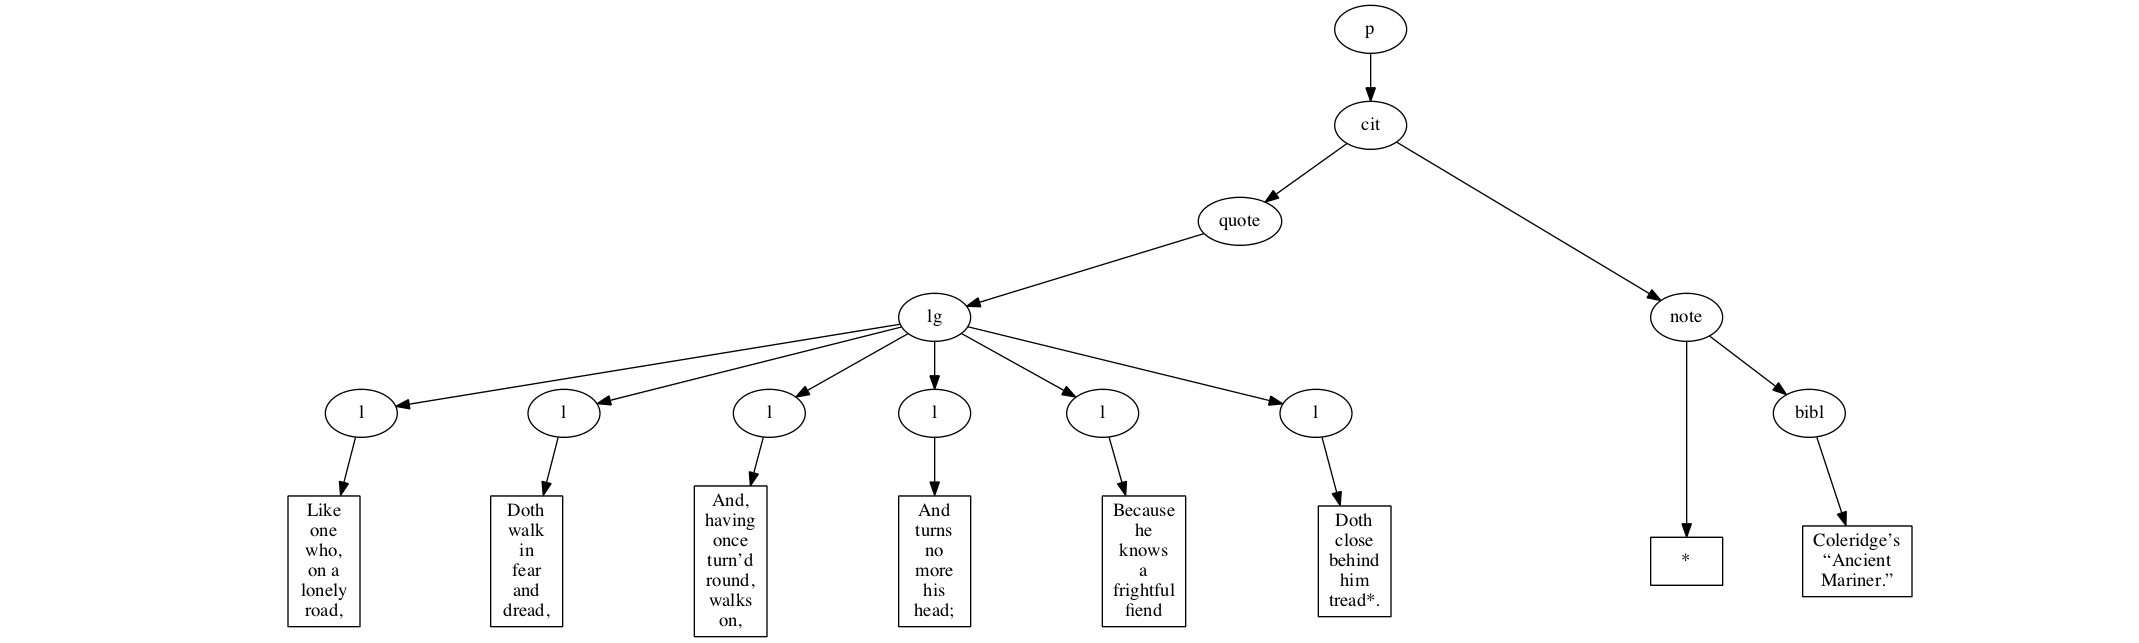 p
cit
quote
lg
note
l
l
l
l
l
l
bibl
Like
one
who,
on a
lonely
road,
Doth
walk
in
fear
and
dread,
And,
having
once
turn’d
round,
walks
on,
And
turns
no
more
his
head;
Because
he
knows
a
frightful
fiend
Doth
close
behind
him
tread*.
*
Coleridge’s
“Ancient
Mariner.”